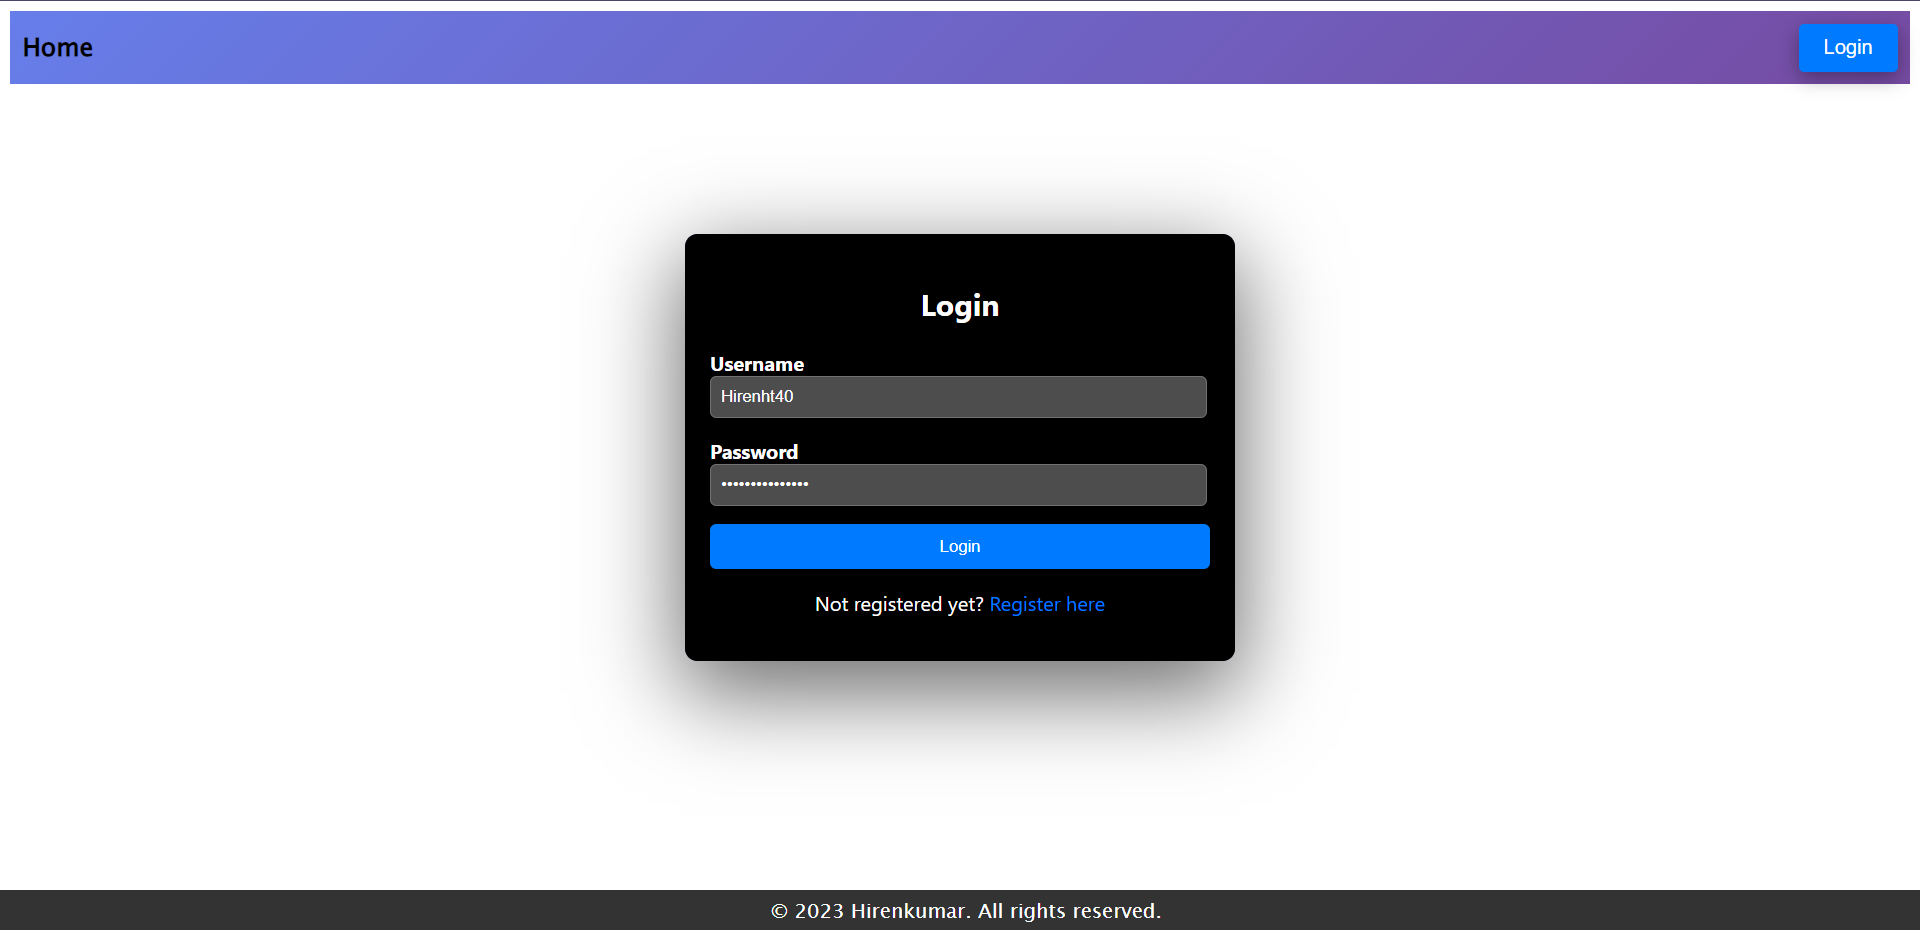 Home
Login
Login
Username
Hirenht40
Password
•••••••••••••••
Login
Not registered yet? Register here
© 2023 Hirenkumar. All rights reserved.